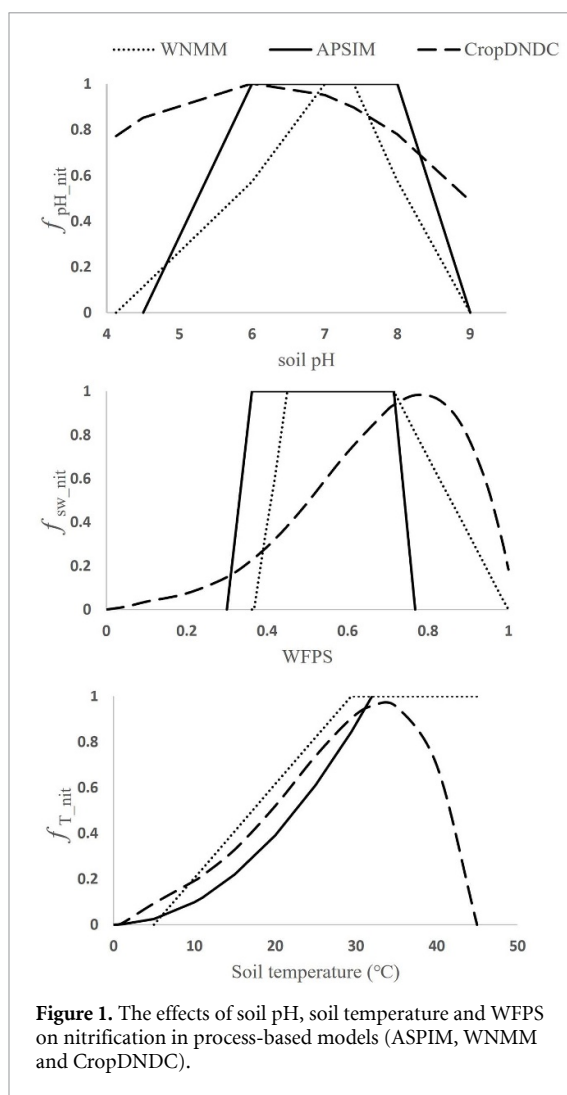 WNMM APSIM CropDNDC
1
0.8
0.6
0.4
0.2
0
f pH_nit
4 5 6 7 8 9
soil pH
1
0.8
0.6
0.4
0.2
0
f sw_nit
0 0.2 0.4 0.6 0.8 1
WFPS
1
0.8
0.6
0.4
0.2
0
f T_nit
0 10 20 30 40 50
Soil temperature (°C)
Figure 1. The effects of soil pH, soil temperature and WFPS
on nitrification in process-based models (ASPIM, WNMM
and CropDNDC).